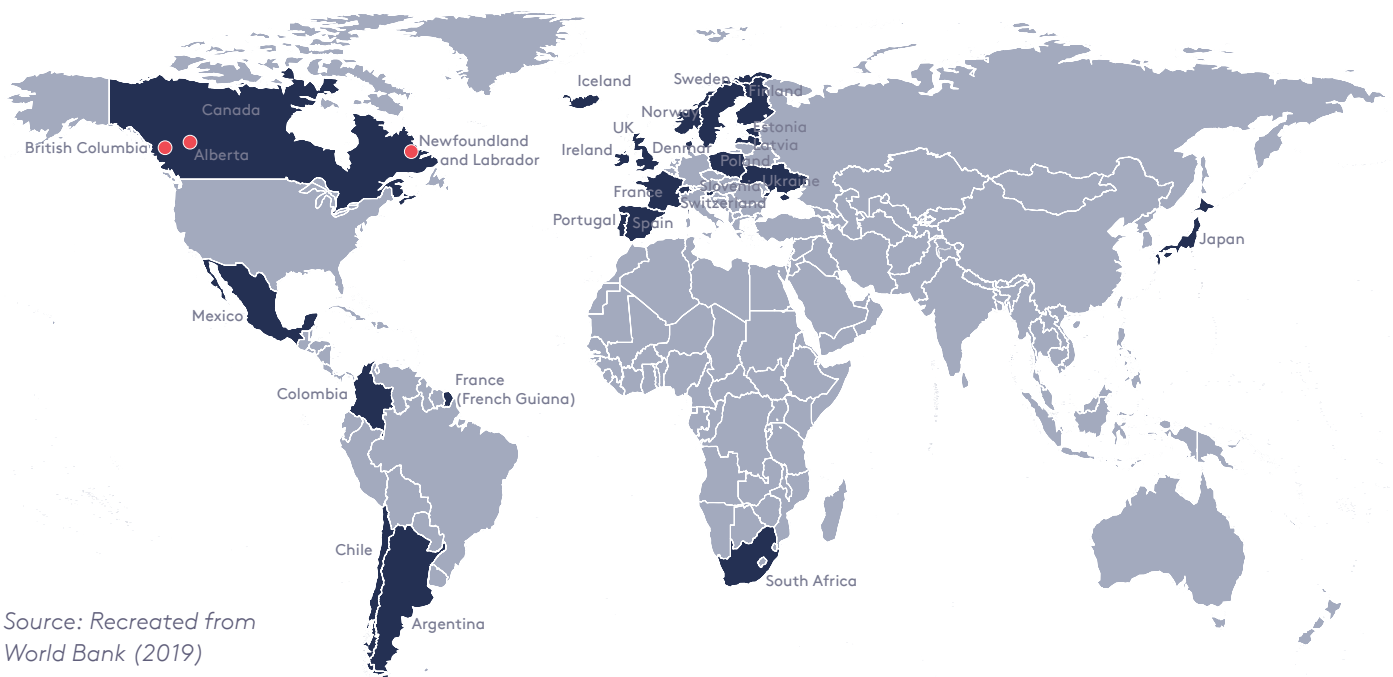 Iceland
Sweden
Finland
Canada
Norway
UK
Estonia
Newfoundland
and Labrador
British Columbia
Alberta
Ireland
Denmar
Latvia
Poland
Ukraine
France
Slovenia
Switzerland
Portugal
Spain
Japan
Mexico
Colombia
France
(French Guiana)
Chile
South Africa
Argentina
Source: Recreated from
World Bank (2019)